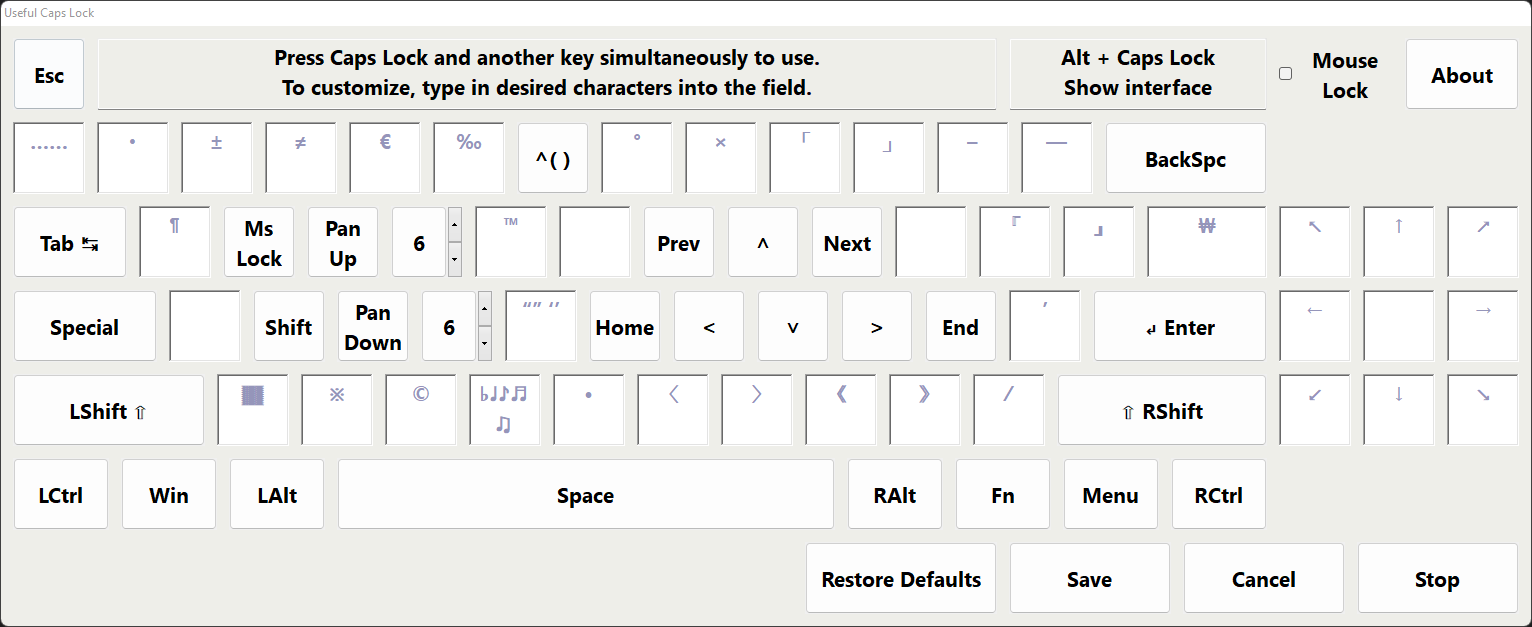 Useful Caps Lock
Esc
Press Caps Lock and another key simultaneously to use.
To customize, type in desired characters into the field.
Alt + Caps Lock
Show interface
Mouse
Lock
About
…… • ± ≠ € ‰ ^( ) ° × 「 」 – — BackSpc
Tab ↹ ¶
Ms
Lock
Pan
Up
6 ™ Prev ^ Next 『 』 ₩ ↖ ↑ ↗
Special Shift
Pan
Down
6 “” ‘’ Home < v > End ′ ↲ Enter ← →
LShift ⇧ ▓ ※ © ♭♩♪♬
♫
• 〈 〉 《 》 / ⇧ RShift ↙ ↓ ↘
LCtrl Win LAlt Space RAlt Fn Menu RCtrl
Restore Defaults Save Cancel Stop